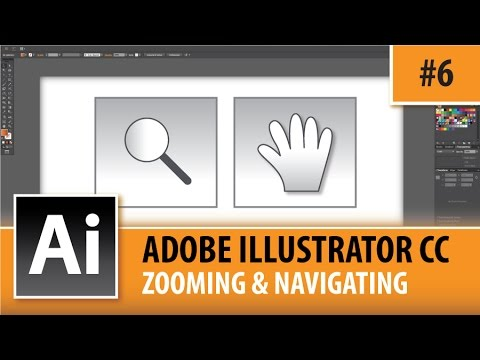 #6
Ai
ADOBE ILLUSTRATOR CC
ZOOMING & NAVIGATING